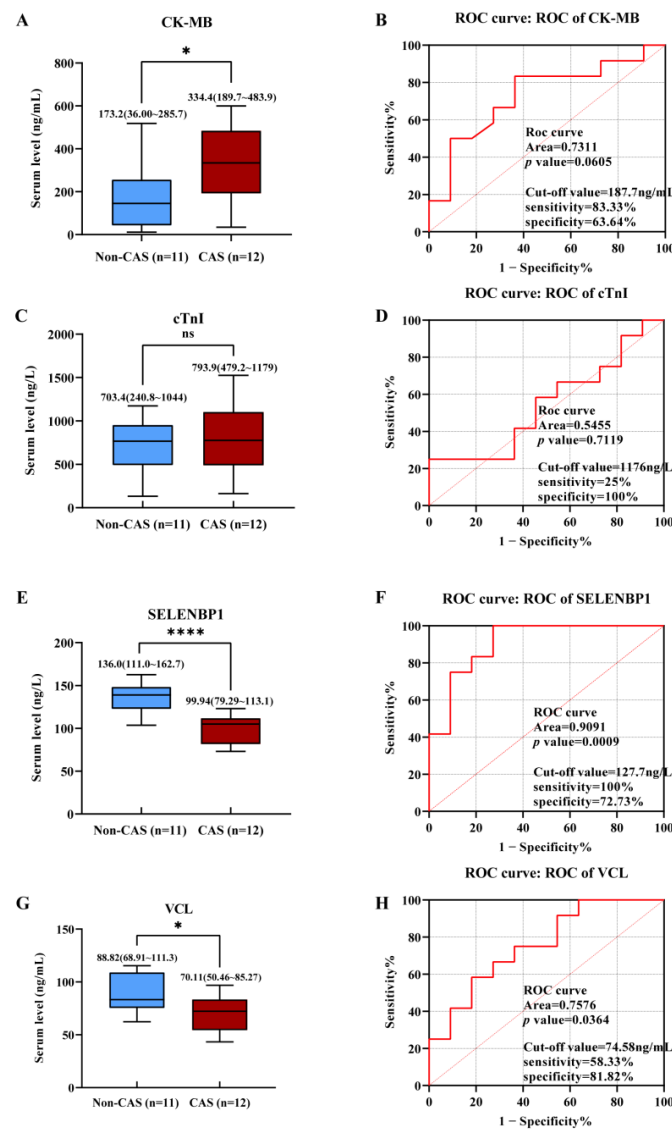 A
CK-MB
*
173.2(36.00~285.7)
334.4(189.7~483.9)
Serum level (ng/mL)
800
600
400
200
0
Non-CAS (n=11)
CAS (n=12)
B
ROC curve: ROC of CK-MB
Sensitivity%
100
80
60
40
20
0
Roc curve
Area=0.7311
p value=0.0605
Cut-off value=187.7ng/mL
sensitivity=83.33%
specificity=63.64%
20
40
60
80
100
1 − Specificity%
C
cTnI
ns
703.4(240.8~1044)
793.9(479.2~1179)
Serum level (ng/L)
2000
1500
1000
500
0
Non-CAS (n=11)
CAS (n=12)
D
ROC curve: ROC of cTnI
Sensitivity%
100
80
60
40
20
0
Roc curve
Area=0.5455
p value=0.7119
Cut-off value=1176ng/L
sensitivity=25%
specificity=100%
20
40
60
80
100
1 − Specificity%
E
SELENBP1
****
136.0(111.0~162.7)
99.94(79.29~113.1)
Serum level (ng/L)
200
150
100
50
0
Non-CAS (n=11)
CAS (n=12)
F
ROC curve: ROC of SELENBP1
Sensitivity%
100
80
60
40
20
0
ROC curve
Area=0.9091
p value=0.0009
Cut-off value=127.7ng/L
sensitivity=100%
specificity=72.73%
20
40
60
80
100
1 − Specificity%
G
VCL
*
88.82(68.91~111.3)
70.11(50.46~85.27)
Serum level (ng/mL)
150
100
50
0
Non-CAS (n=11)
CAS (n=12)
H
ROC curve: ROC of VCL
Sensitivity%
100
80
60
40
20
0
ROC curve
Area=0.7576
p value=0.0364
Cut-off value=74.58ng/mL
sensitivity=58.33%
specificity=81.82%
20
40
60
80
100
1 − Specificity%